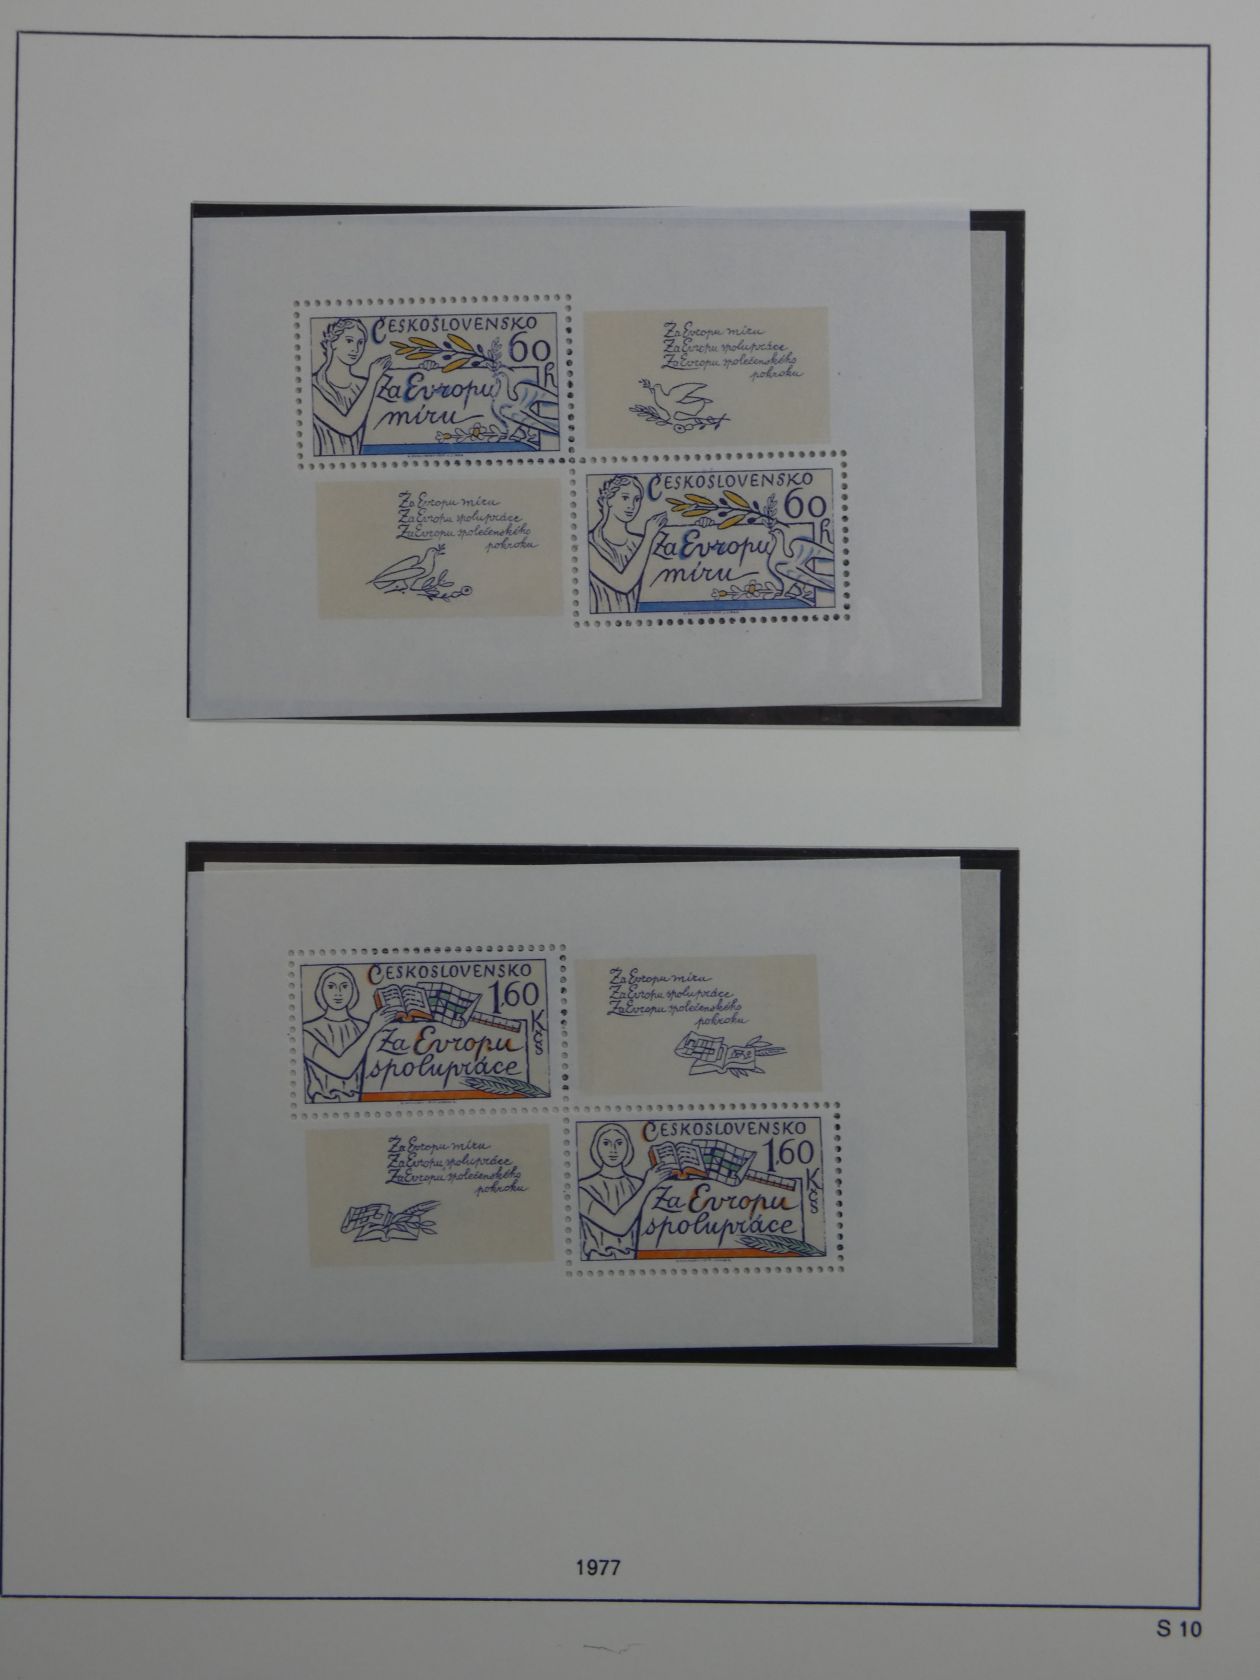 ČESKOSLOVENSKO
60 h
Za Evropu
míru
Za Evropu míru
Za Evropu spolupráce
Za Evropu společenského
pokroku
Za Evropu míru
Za Evropu spolupráce
Za Evropu společenského
pokroku
ČESKOSLOVENSKO
60 h
Za Evropu
míru
ČESKOSLOVENSKO
1,60
Kčs
Za Evropu
spolupráce
Za Evropu míru
Za Evropu spolupráce
Za Evropu společenského
pokroku
Za Evropu míru
Za Evropu spolupráce
Za Evropu společenského
pokroku
ČESKOSLOVENSKO
1,60
Kčs
Za Evropu
spolupráce
1977
S 10